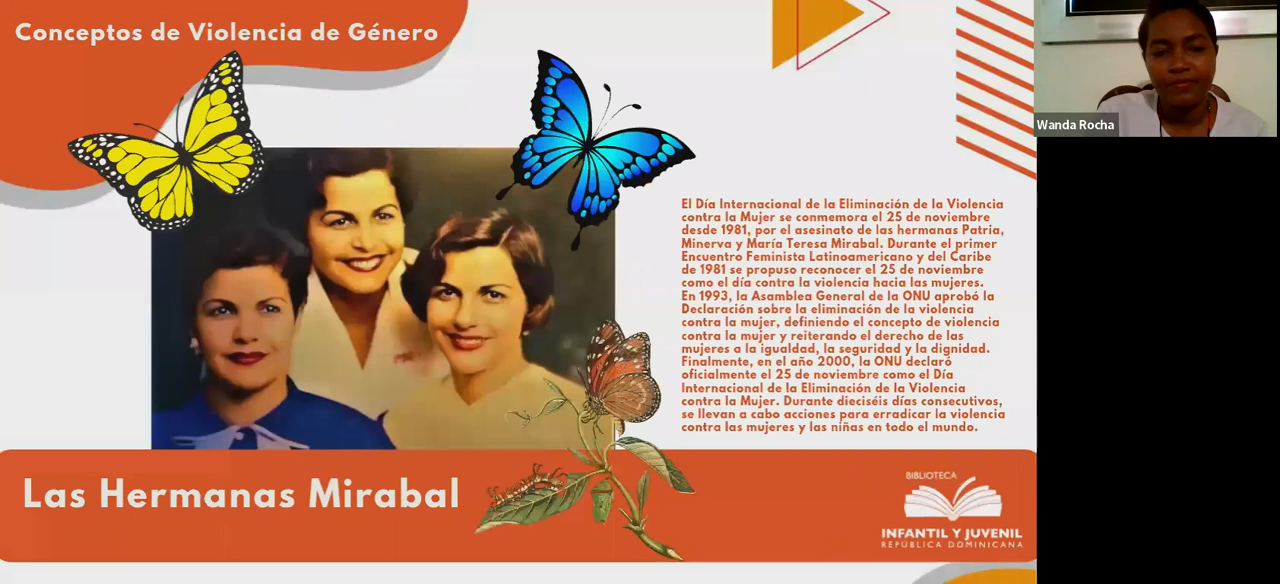 Conceptos de Violencia de Género
Wanda Rocha
El Día Internacional de la Eliminación de la Violencia
contra la Mujer se conmemora el 25 de noviembre
desde 1981, por el asesinato de las hermanas Patria,
Minerva y María Teresa Mirabal. Durante el primer
Encuentro Feminista Latinoamericano y del Caribe
de 1981 se propuso reconocer el 25 de noviembre
como el día contra la violencia hacia las mujeres.
En 1993, la Asamblea General de la ONU aprobó la
Declaración sobre la eliminación de la violencia
contra la mujer, definiendo el concepto de violencia
contra la mujer y reiterando el derecho de las
mujeres a la igualdad, la seguridad y la dignidad.
Finalmente, en el año 2000, la ONU declaró
oficialmente el 25 de noviembre como el Día
Internacional de la Eliminación de la Violencia
contra la Mujer. Durante dieciséis días consecutivos,
se llevan a cabo acciones para erradicar la violencia
contra las mujeres y las niñas en todo el mundo.
Las Hermanas Mirabal
BIBLIOTECA
INFANTIL Y JUVENIL
REPÚBLICA DOMINICANA